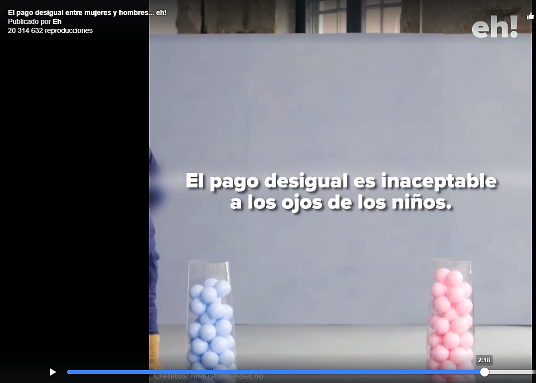 El pago desigual entre mujeres y hombres... eh!
Publicado por Eh
20 314 632 reproducciones
eh!
El pago desigual es inaceptable
a los ojos de los niños.
2:18
Créditos: